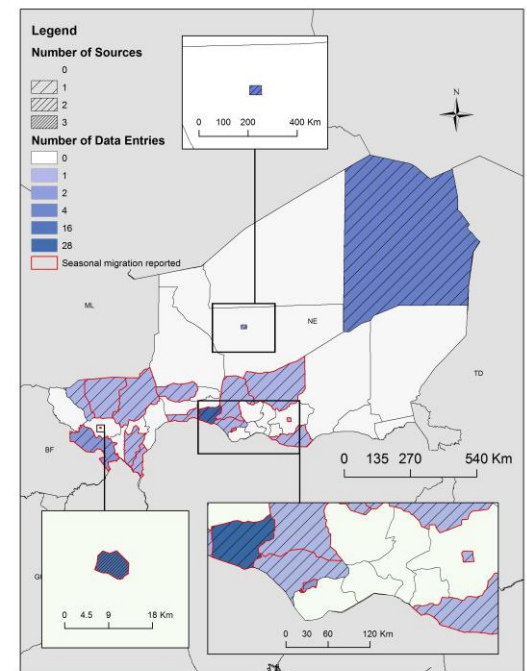 Legend
Number of Sources
0
1
2
3
Number of Data Entries
0
1
2
4
16
28
Seasonal migration reported
0 100 200 400 Km
N
ML
NE
TD
BF
0 135 270 540 Km
0 4.5 9 18 Km
0 30 60 120 KM